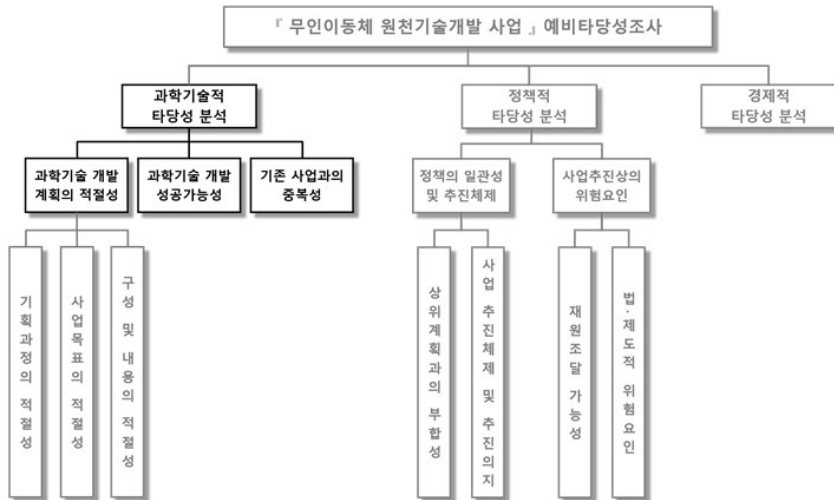 『 무인이동체 원천기술개발 사업 』 예비타당성조사
과학기술적
타당성 분석
정책적
타당성 분석
경제적
타당성 분석
과학기술 개발
계획의 적절성
과학기술 개발
성공가능성
기존 사업과의
중복성
정책의 일관성
및 추진체제
사업추진상의
위험요인
기획과정의 적절성
사업목표의 적절성
구성 및 내용의 적절성
상위계획과의 부합성
사업 추진체제 및 추진의지
재원조달 가능성
법·제도적 위험요인